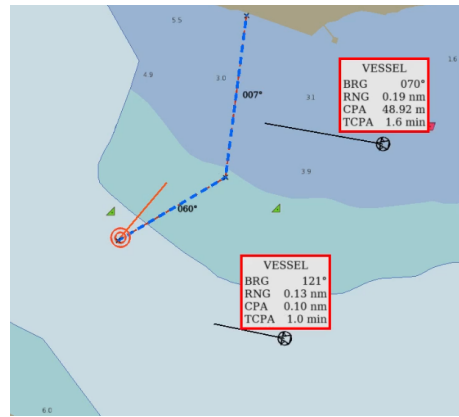 5.5
4.9
3.0
007°
3.1
1.6
VESSEL
BRG 070°
RNG 0.19 nm
CPA 48.92 m
TCPA 1.6 min
3.9
060°
VESSEL
BRG 121°
RNG 0.13 nm
CPA 0.10 nm
TCPA 1.0 min
6.0